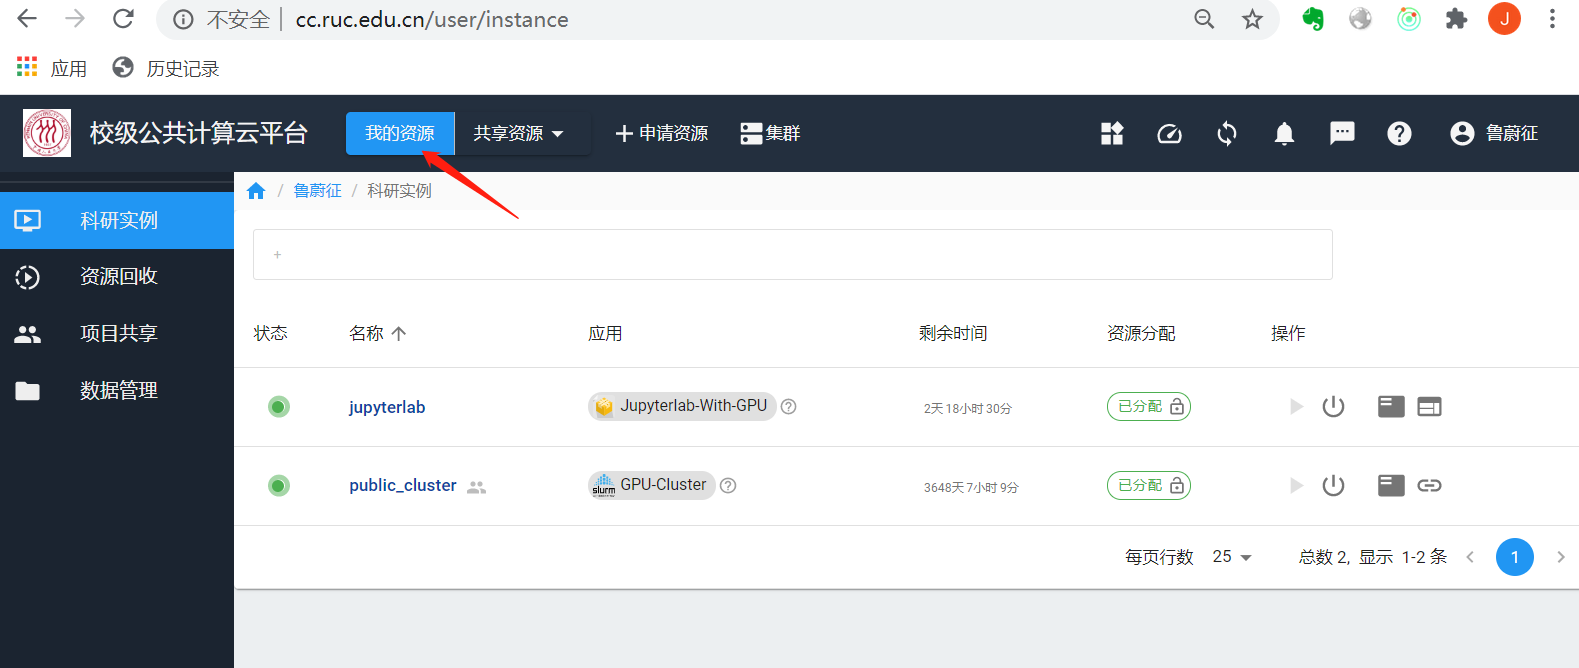 不安全 cc.ruc.edu.cn/user/instance J
应用 历史记录
校级公共计算云平台 我的资源 共享资源 申请资源 集群 鲁蔚征
科研实例
资源回收
项目共享
数据管理
/ 鲁蔚征 / 科研实例
+
状态 名称 应用 剩余时间 资源分配 操作
jupyterlab Jupyterlab-With-GPU 2天 18小时 30分 已分配
public_cluster slurm GPU-Cluster 3648天 7小时 9分 已分配
每页行数 25 总数 2, 显示 1-2 条 1